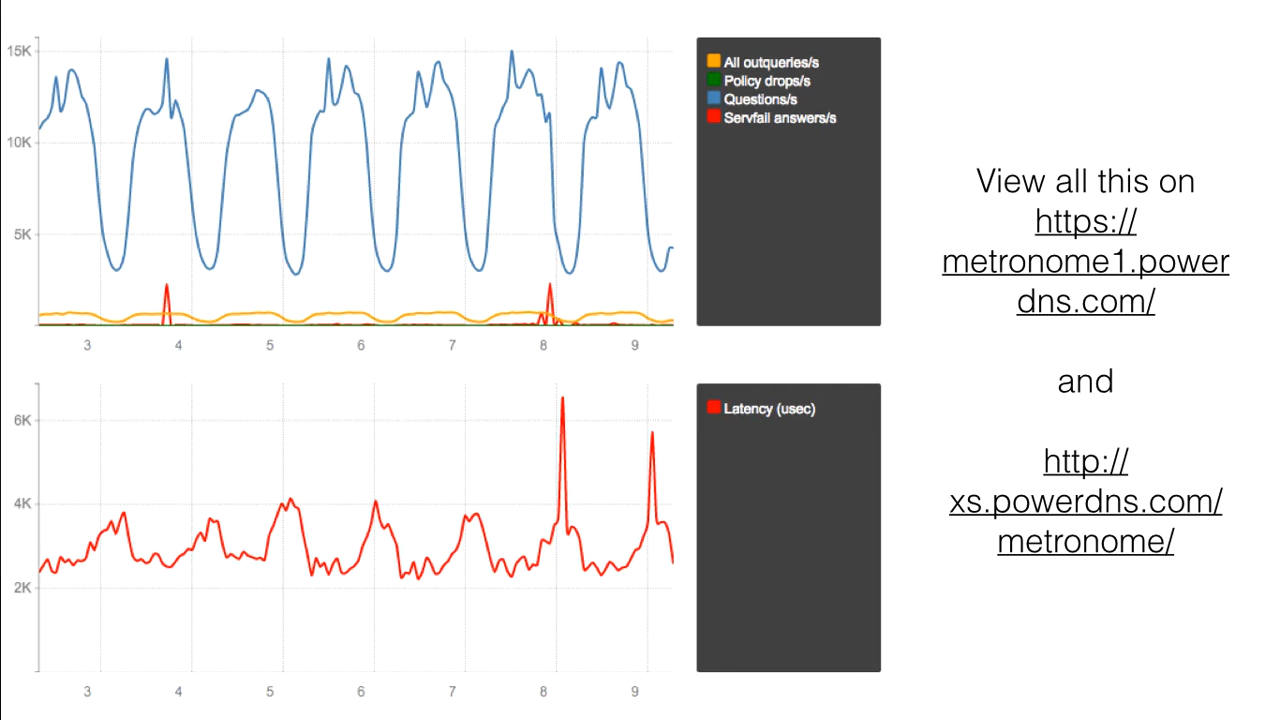 15K
10K
5K
3 4 5 6 7 8 9
All outqueries/s
Policy drops/s
Questions/s
Servfail answers/s
6K
4K
2K
3 4 5 6 7 8 9
Latency (usec)
View all this on
https://
metronome1.power
dns.com/
and
http://
xs.powerdns.com/
metronome/